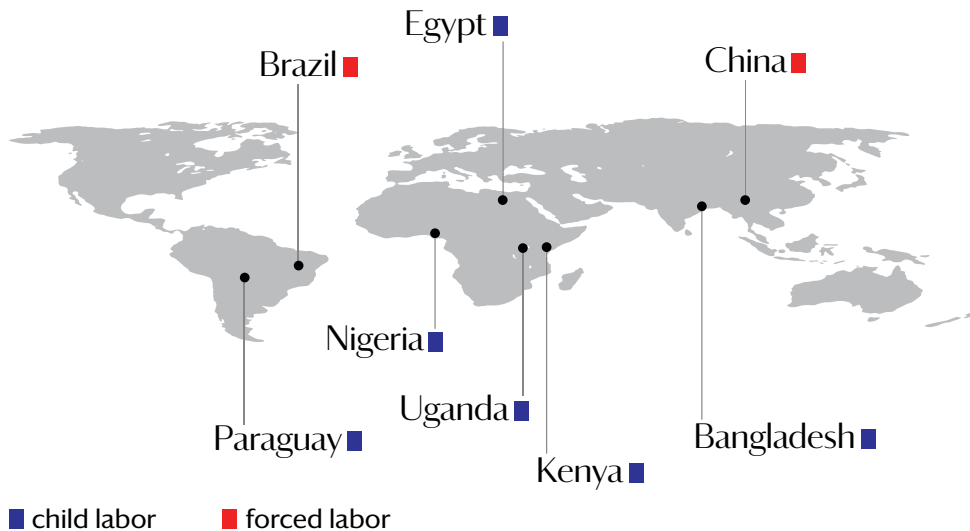 Egypt
Brazil
China
Nigeria
Uganda
Paraguay
Bangladesh
Kenya
child labor
forced labor